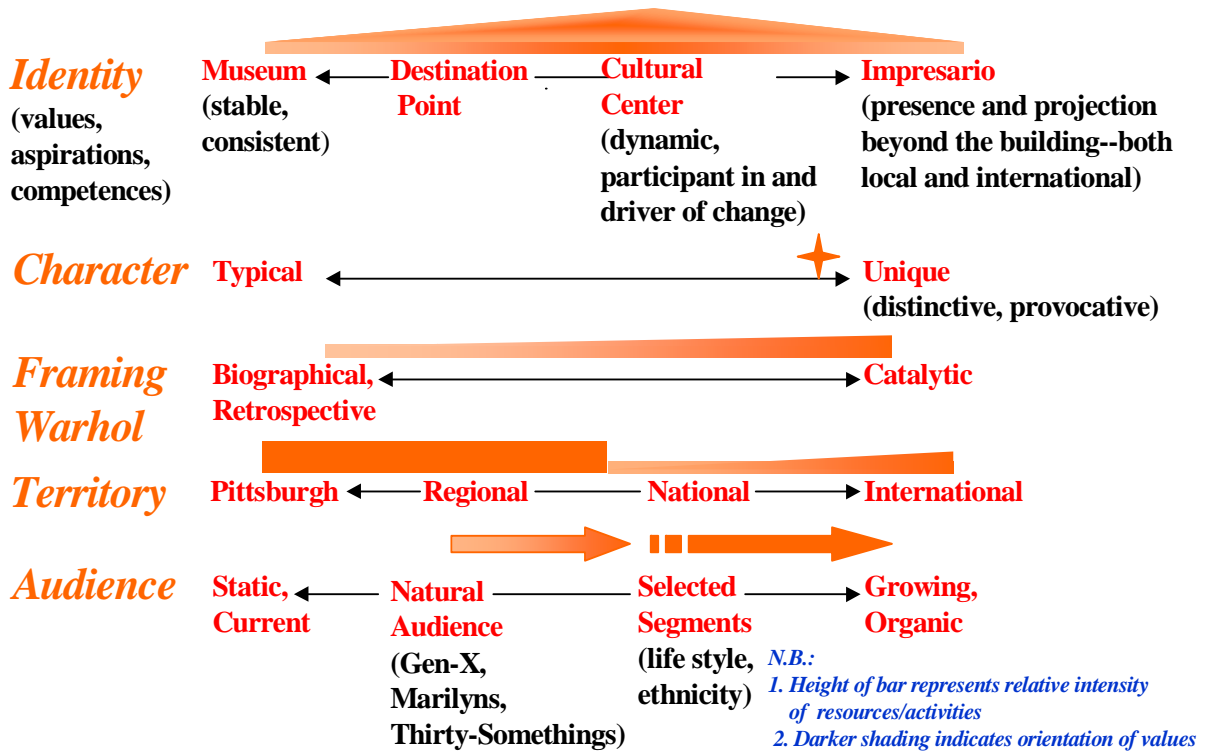 Identity
(values,
aspirations,
competences)
Museum
(stable,
consistent)
Destination
Point
Cultural
Center
(dynamic,
participant in and
driver of change)
Impresario
(presence and projection
beyond the building--both
local and international)
Character
Typical
Unique
(distinctive, provocative)
Framing
Warhol
Biographical,
Retrospective
Catalytic
Territory
Pittsburgh
Regional
National
International
Audience
Static,
Current
Natural
Audience
(Gen-X,
Marilyns,
Thirty-Somethings)
Selected
Segments
(life style,
ethnicity)
Growing,
Organic
N.B.:
1. Height of bar represents relative intensity
of resources/activities
2. Darker shading indicates orientation of values